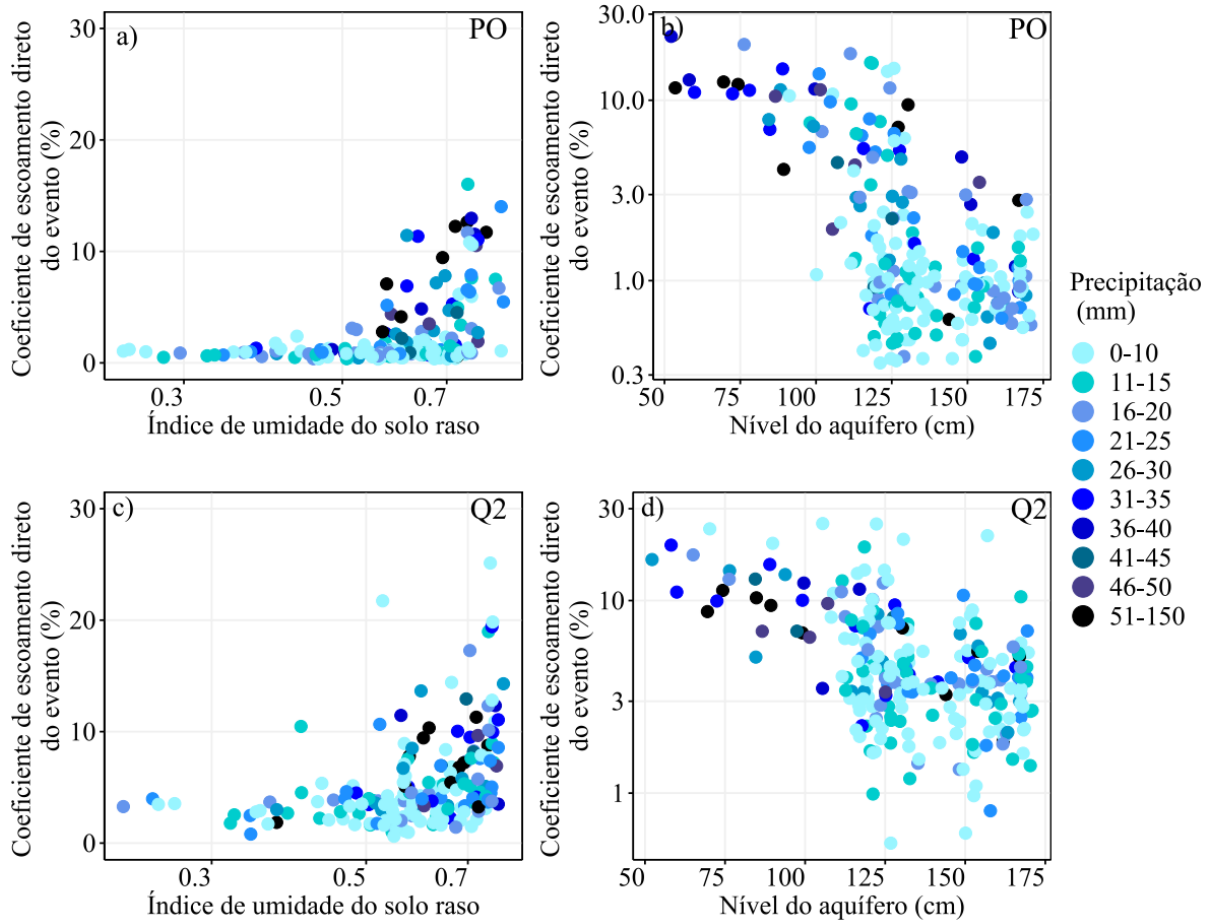 a)
PO
Coeficiente de escoamento direto
do evento (%)
30
20
10
0
0.3
0.5
0.7
Índice de umidade do solo raso
b)
PO
Coeficiente de escoamento direto
do evento (%)
30.0
10.0
3.0
1.0
0.3
50
75
100
125
150
175
Nível do aquífero (cm)
c)
Q2
Coeficiente de escoamento direto
do evento (%)
30
20
10
0
0.3
0.5
0.7
Índice de umidade do solo raso
d)
Q2
Coeficiente de escoamento direto
do evento (%)
30
10
3
1
50
75
100
125
150
175
Nível do aquífero (cm)
Precipitação
(mm)
0-10
11-15
16-20
21-25
26-30
31-35
36-40
41-45
46-50
51-150